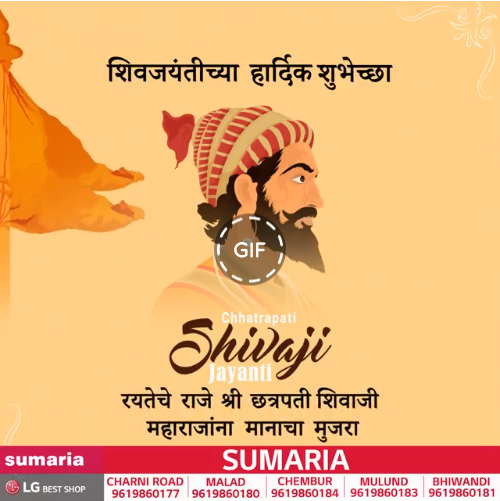 शिवजयंतीच्या हार्दिक शुभेच्छा
GIF
Chhatrapati
Shivaji
Jayanti
रयतेचे राजे श्री छत्रपती शिवाजी
महाराजांना मानाचा मुजरा
sumaria SUMARIA
LG BEST SHOP
CHARNI ROAD MALAD CHEMBUR MULUND BHIWANDI
9619860177 9619860180 9619860184 9619860183 9619860181